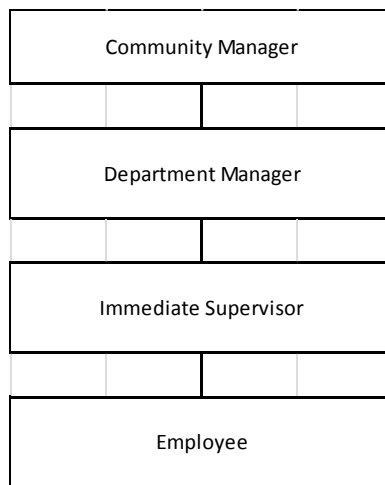 Community Manager
Department Manager
Immediate Supervisor
Employee